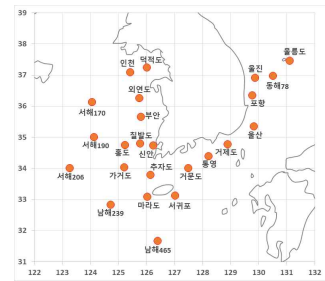 39
38
37
36
35
34
33
32
31
122 123 124 125 126 127 128 129 130 131 132
울릉도
덕적도
인천
울진
동해78
외연도
포항
서해170
부안
울산
서해190
칠발도
홍도
신안
거제도
통영
서해206
가거도
추자도
거문도
남해239
마라도
서귀포
남해465